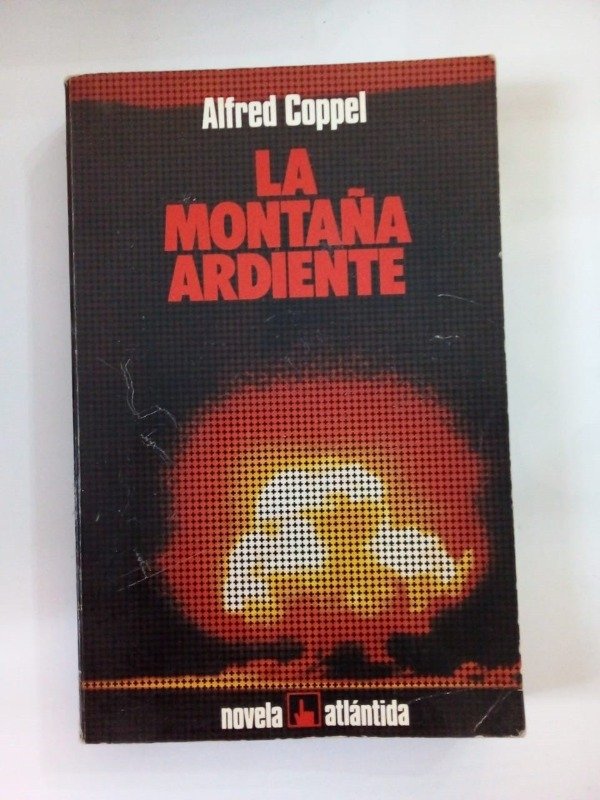 Alfred Coppel
LA
MONTAÑA
ARDIENTE
novela atlántida